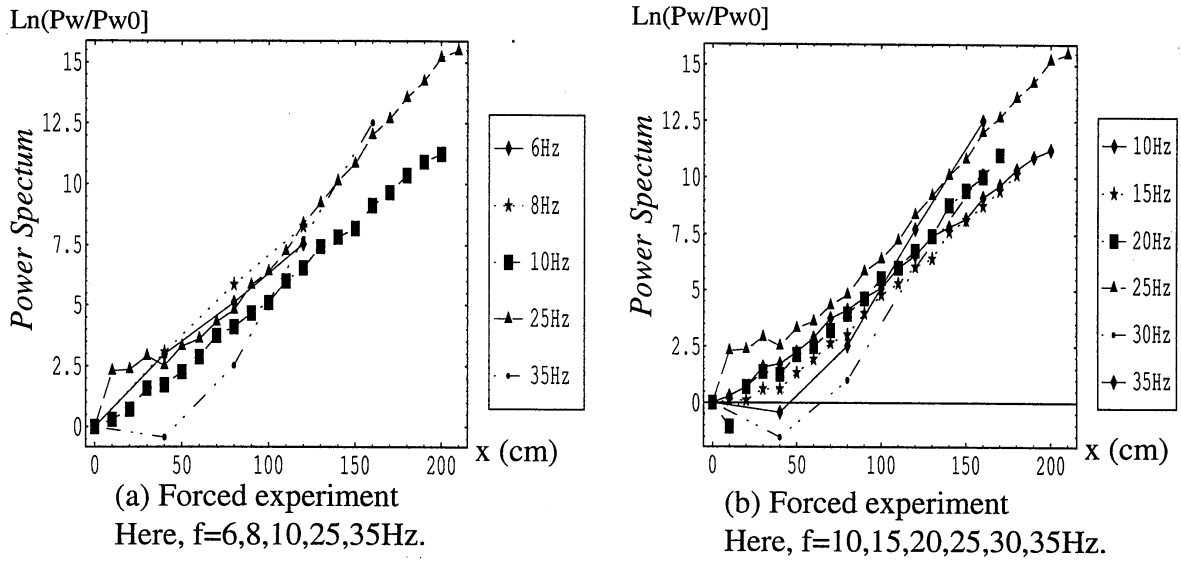 Ln(Pw/Pw0]
Power Spectum
15
12.5
10
7.5
5
2.5
0
0 50 100 150 200
x (cm)
6Hz
8Hz
10Hz
25Hz
35Hz
(a) Forced experiment
Here, f=6,8,10,25,35Hz.
Ln(Pw/Pw0]
Power Spectum
15
12.5
10
7.5
5
2.5
0
0 50 100 150 200
x (cm)
10Hz
15Hz
20Hz
25Hz
30Hz
35Hz
(b) Forced experiment
Here, f=10,15,20,25,30,35Hz.